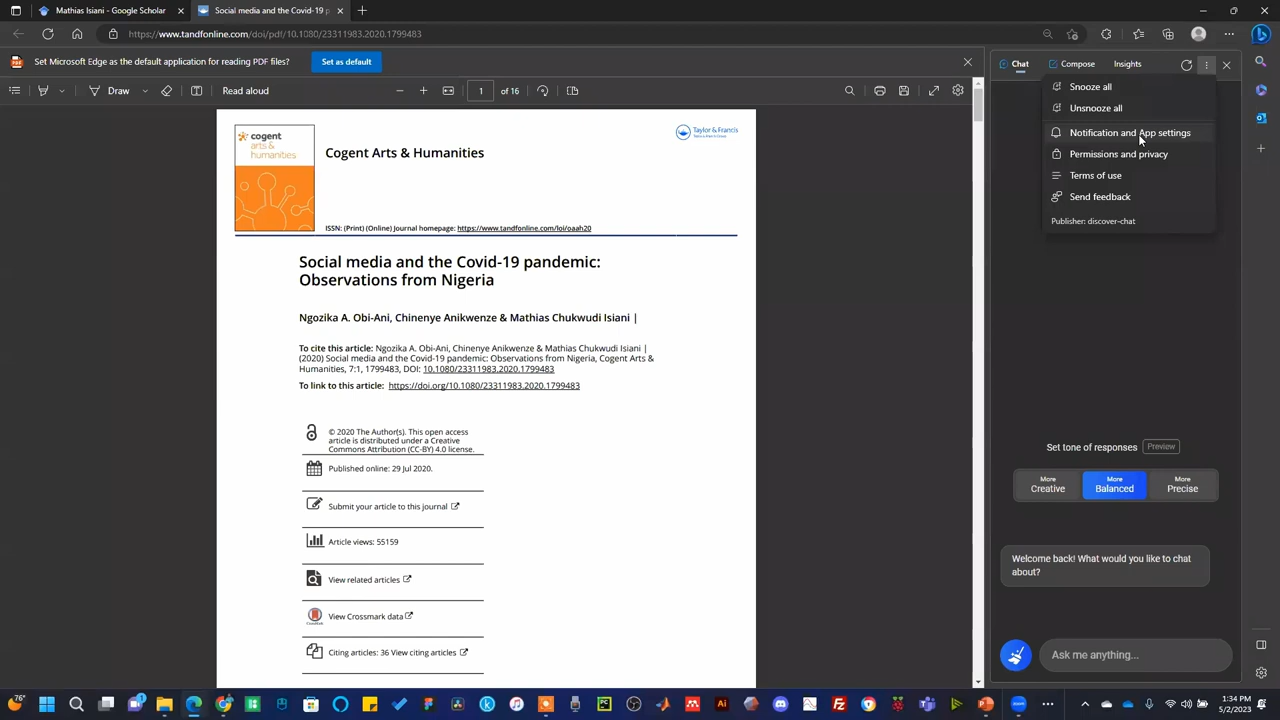 Mathias Isiani - Google Scholar
Social media and the Covid-19 p
https://www.tandfonline.com/doi/pdf/10.1080/23311983.2020.1799483
Set Microsoft Edge as the default application for reading PDF files?
Set as default
Draw
Read aloud
1
of 16
cogent
arts &
humanities
Cogent Arts & Humanities
Taylor & Francis
ISSN: (Print) (Online) Journal homepage: https://www.tandfonline.com/loi/oaah20
Social media and the Covid-19 pandemic:
Observations from Nigeria
Ngozika A. Obi-Ani, Chinenye Anikwenze & Mathias Chukwudi Isiani |
To cite this article: Ngozika A. Obi-Ani, Chinenye Anikwenze & Mathias Chukwudi Isiani |
(2020) Social media and the Covid-19 pandemic: Observations from Nigeria, Cogent Arts &
Humanities, 7:1, 1799483, DOI: 10.1080/23311983.2020.1799483
To link to this article: https://doi.org/10.1080/23311983.2020.1799483
© 2020 The Author(s). This open access
article is distributed under a Creative
Commons Attribution (CC-BY) 4.0 license.
Published online: 29 Jul 2020.
Submit your article to this journal
Article views: 55159
View related articles
View Crossmark data
Citing articles: 36 View citing articles
Chat
Compose
Insights
Snooze all
Unsnooze all
Notification and App settings
Permissions and privacy
Terms of use
Send feedback
Publisher: discover-chat
Set tone of responses
Preview
More
Creative
More
Balanced
More
Precise
Welcome back! What would you like to chat
about?
Ask me anything...
76°
1:34 PM
5/2/2023